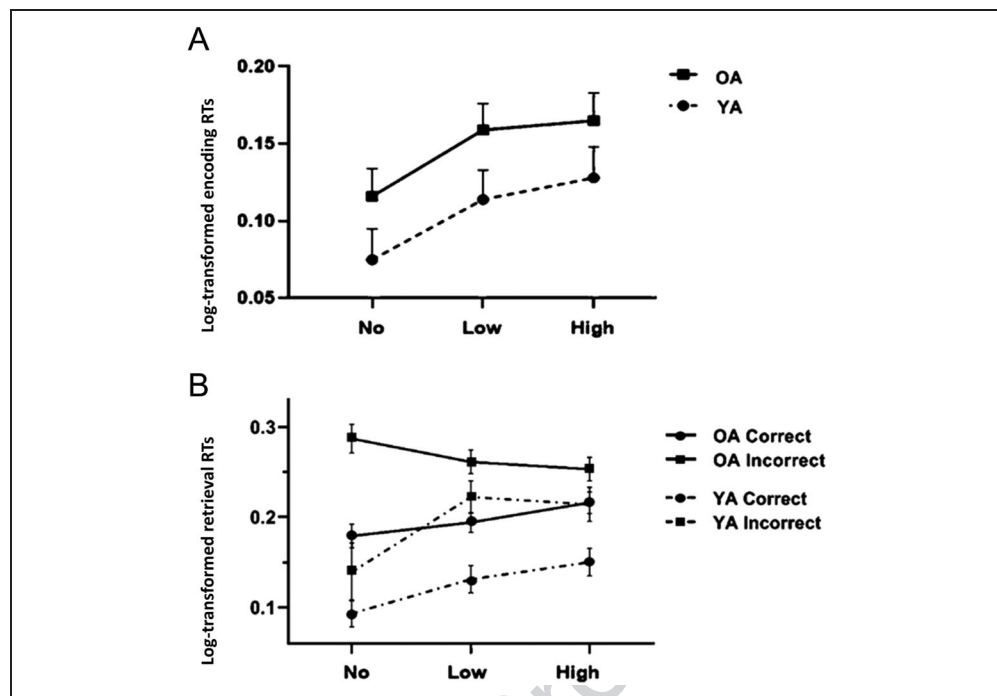 A
0.20
0.15
0.10
0.05
Log-transformed encoding RTs
No Low High
OA
YA
B
0.3
0.2
0.1
Log-transformed retrieval RTs
No Low High
OA Correct
OA Incorrect
YA Correct
YA Incorrect